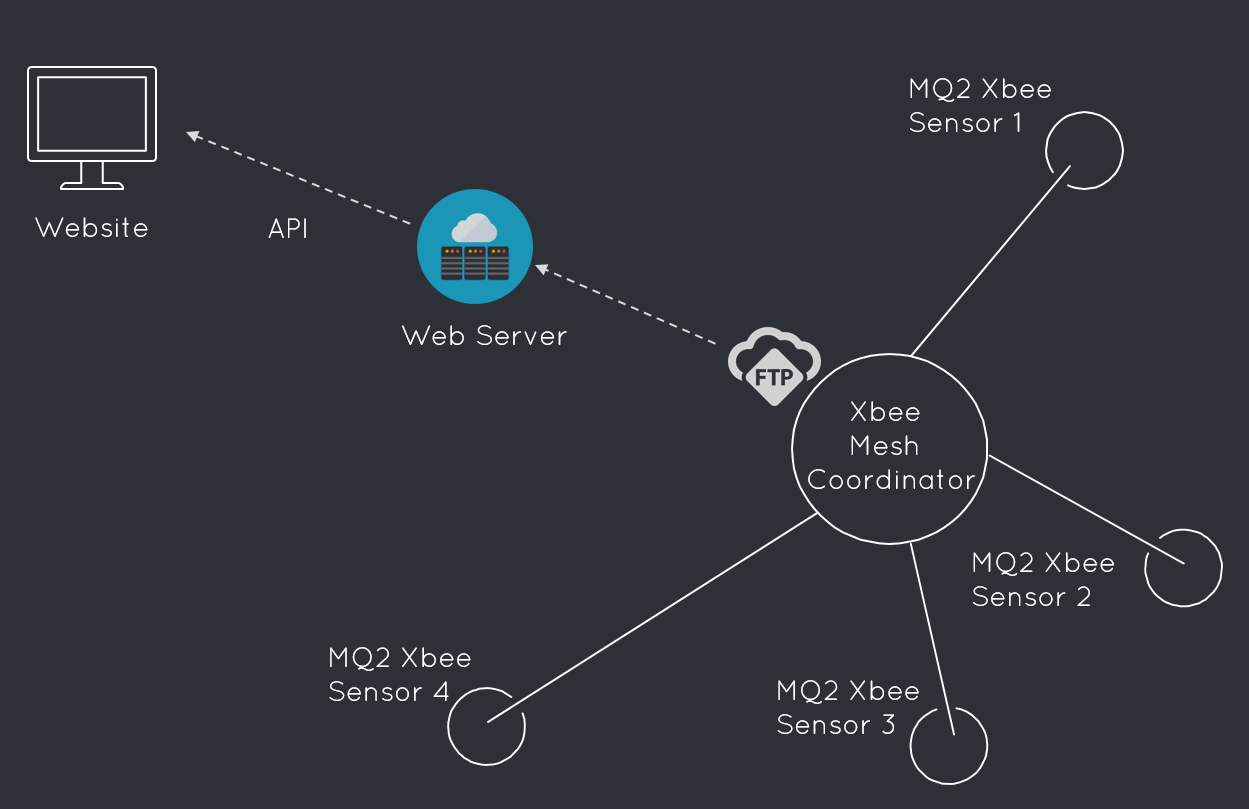 MQ2 Xbee
Sensor 1
Website
API
Web Server
FTP
Xbee
Mesh
Coordinator
MQ2 Xbee
Sensor 2
MQ2 Xbee
Sensor 4
MQ2 Xbee
Sensor 3